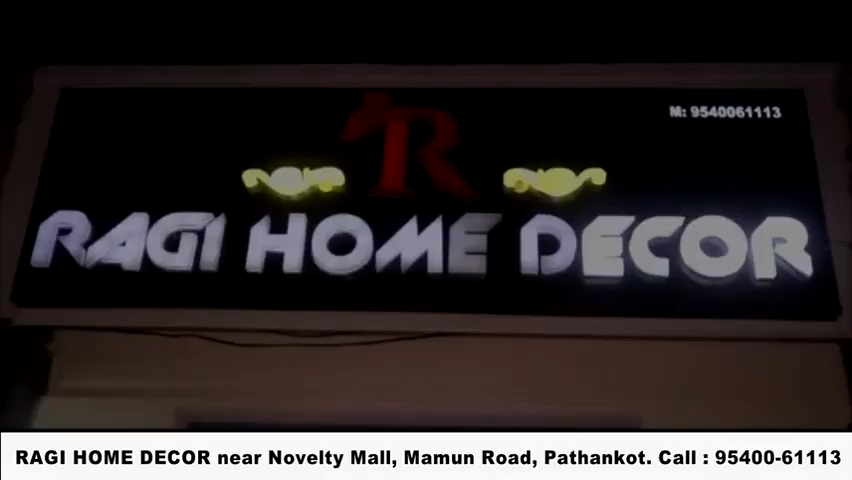 R
M: 9540061113
RAGI HOME DECOR
RAGI HOME DECOR near Novelty Mall, Mamun Road, Pathankot. Call : 95400-61113